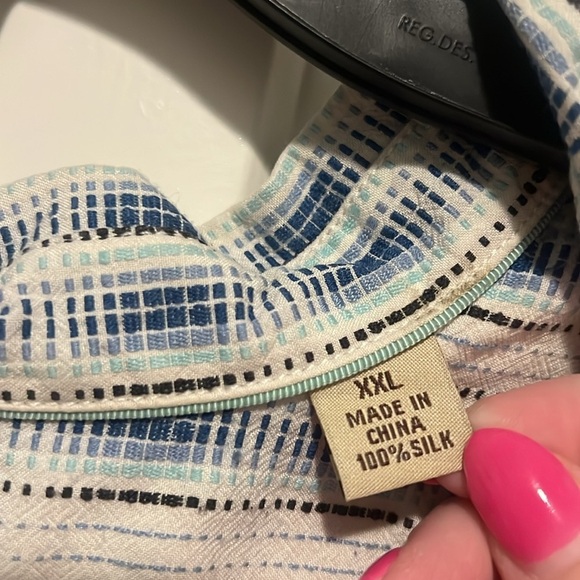 REG.DES.
XXL
MADE IN
CHINA
100% SILK